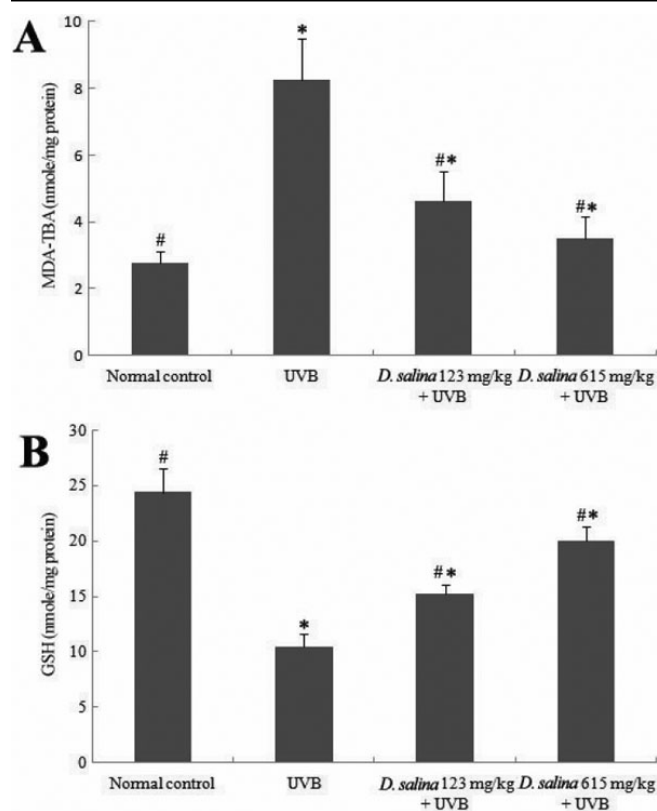 A
MDA-TBA (nmole/mg protein)
10
8
6
4
2
0
#
*
#*
#*
Normal control
UVB
D. salina 123 mg/kg
+ UVB
D. salina 615 mg/kg
+ UVB
B
GSH (nmole/mg protein)
30
25
20
15
10
5
0
#
*
#*
#*
Normal control
UVB
D. salina 123 mg/kg
+ UVB
D. salina 615 mg/kg
+ UVB